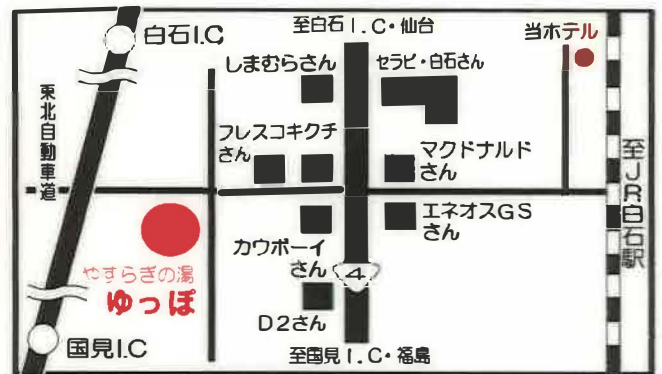 白石I.C
至白石I.C・仙台
当ホテル
しまむらさん
セラビ・白石さん
東北自動車道
フレスコキクチ
さん
マクドナルド
さん
至JR白石駅
エネオスGS
さん
カウボーイ
さん
4
やすらぎの湯
ゆっぽ
D2さん
国見I.C
至国見I.C・福島